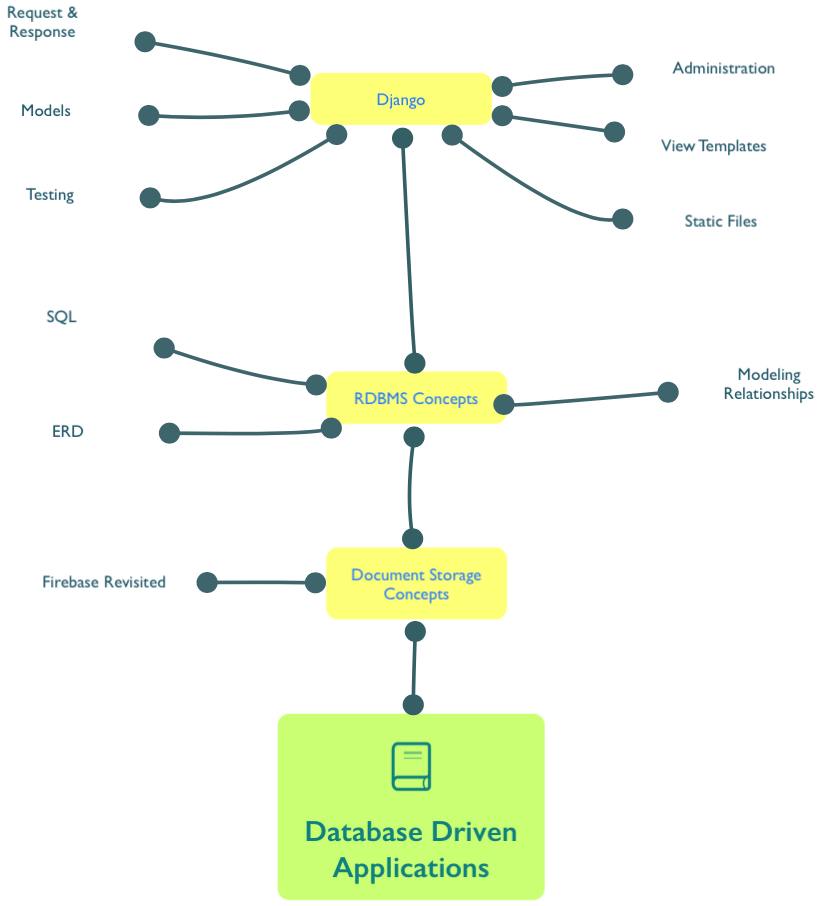 Request &
Response
Administration
Django
Models
View Templates
Testing
Static Files
SQL
Modeling
Relationships
RDBMS Concepts
ERD
Document Storage
Concepts
Firebase Revisited
Database Driven
Applications